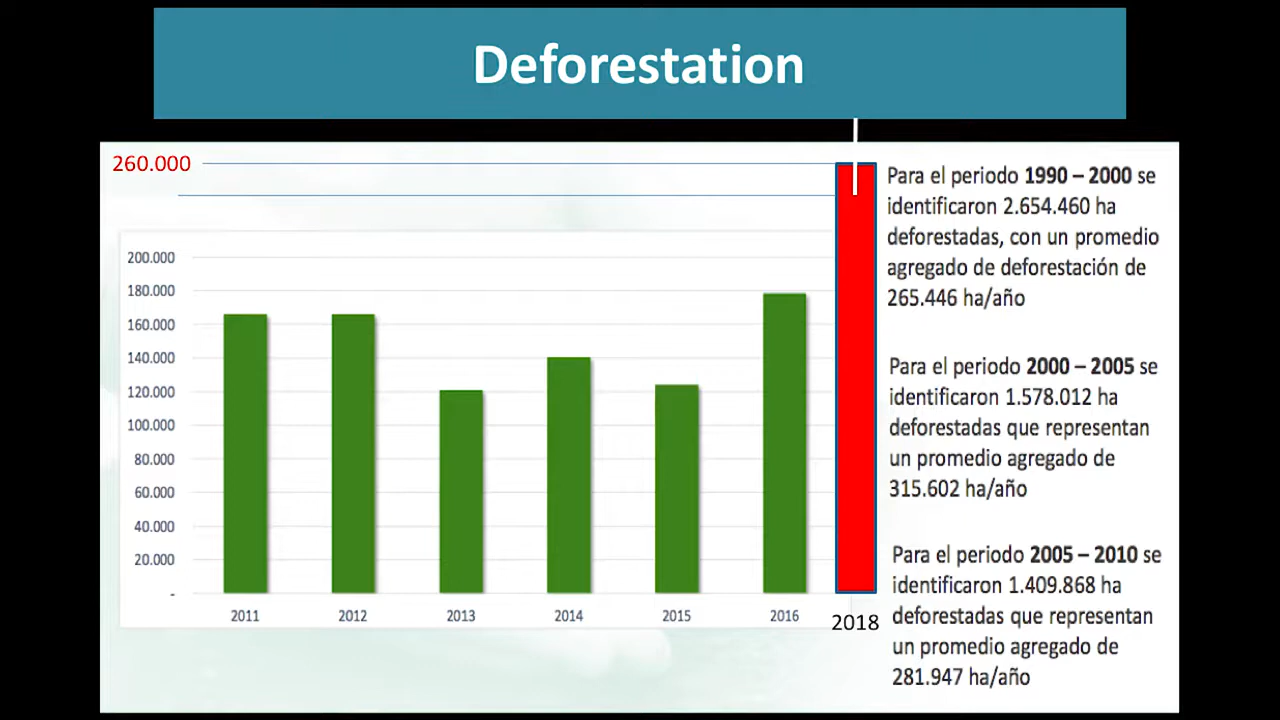 Deforestation
260.000
200.000
180.000
160.000
140.000
120.000
100.000
80.000
60.000
40.000
20.000
-
2011 2012 2013 2014 2015 2016 2018
Para el periodo 1990 – 2000 se
identificaron 2.654.460 ha
deforestadas, con un promedio
agregado de deforestación de
265.446 ha/año
Para el periodo 2000 – 2005 se
identificaron 1.578.012 ha
deforestadas que representan
un promedio agregado de
315.602 ha/año
Para el periodo 2005 – 2010 se
identificaron 1.409.868 ha
deforestadas que representan
un promedio agregado de
281.947 ha/año